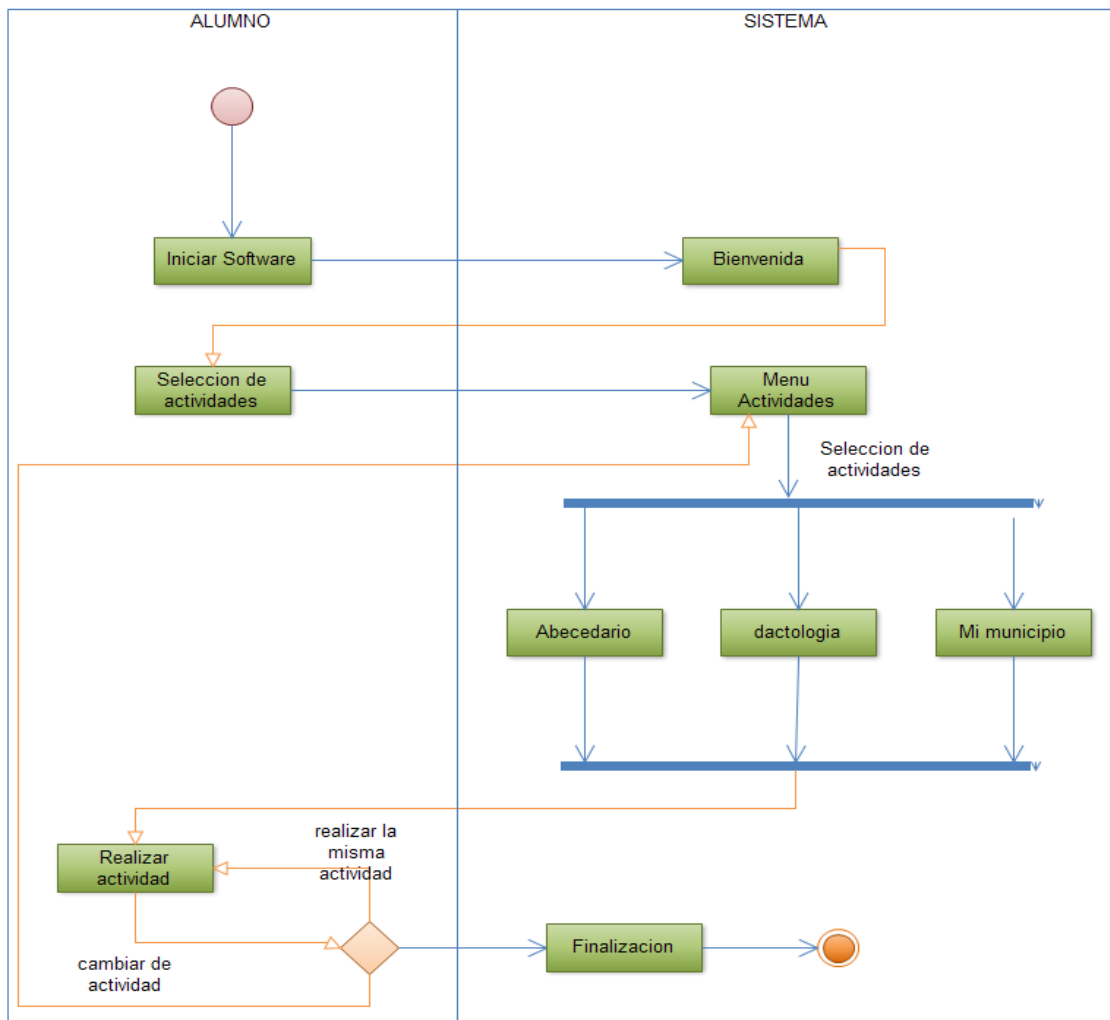 ALUMNO
SISTEMA
Iniciar Software
Bienvenida
Seleccion de
actividades
Menu
Actividades
Seleccion de
actividades
Abecedario
dactologia
Mi municipio
realizar la
misma
actividad
Realizar
actividad
cambiar de
actividad
Finalizacion